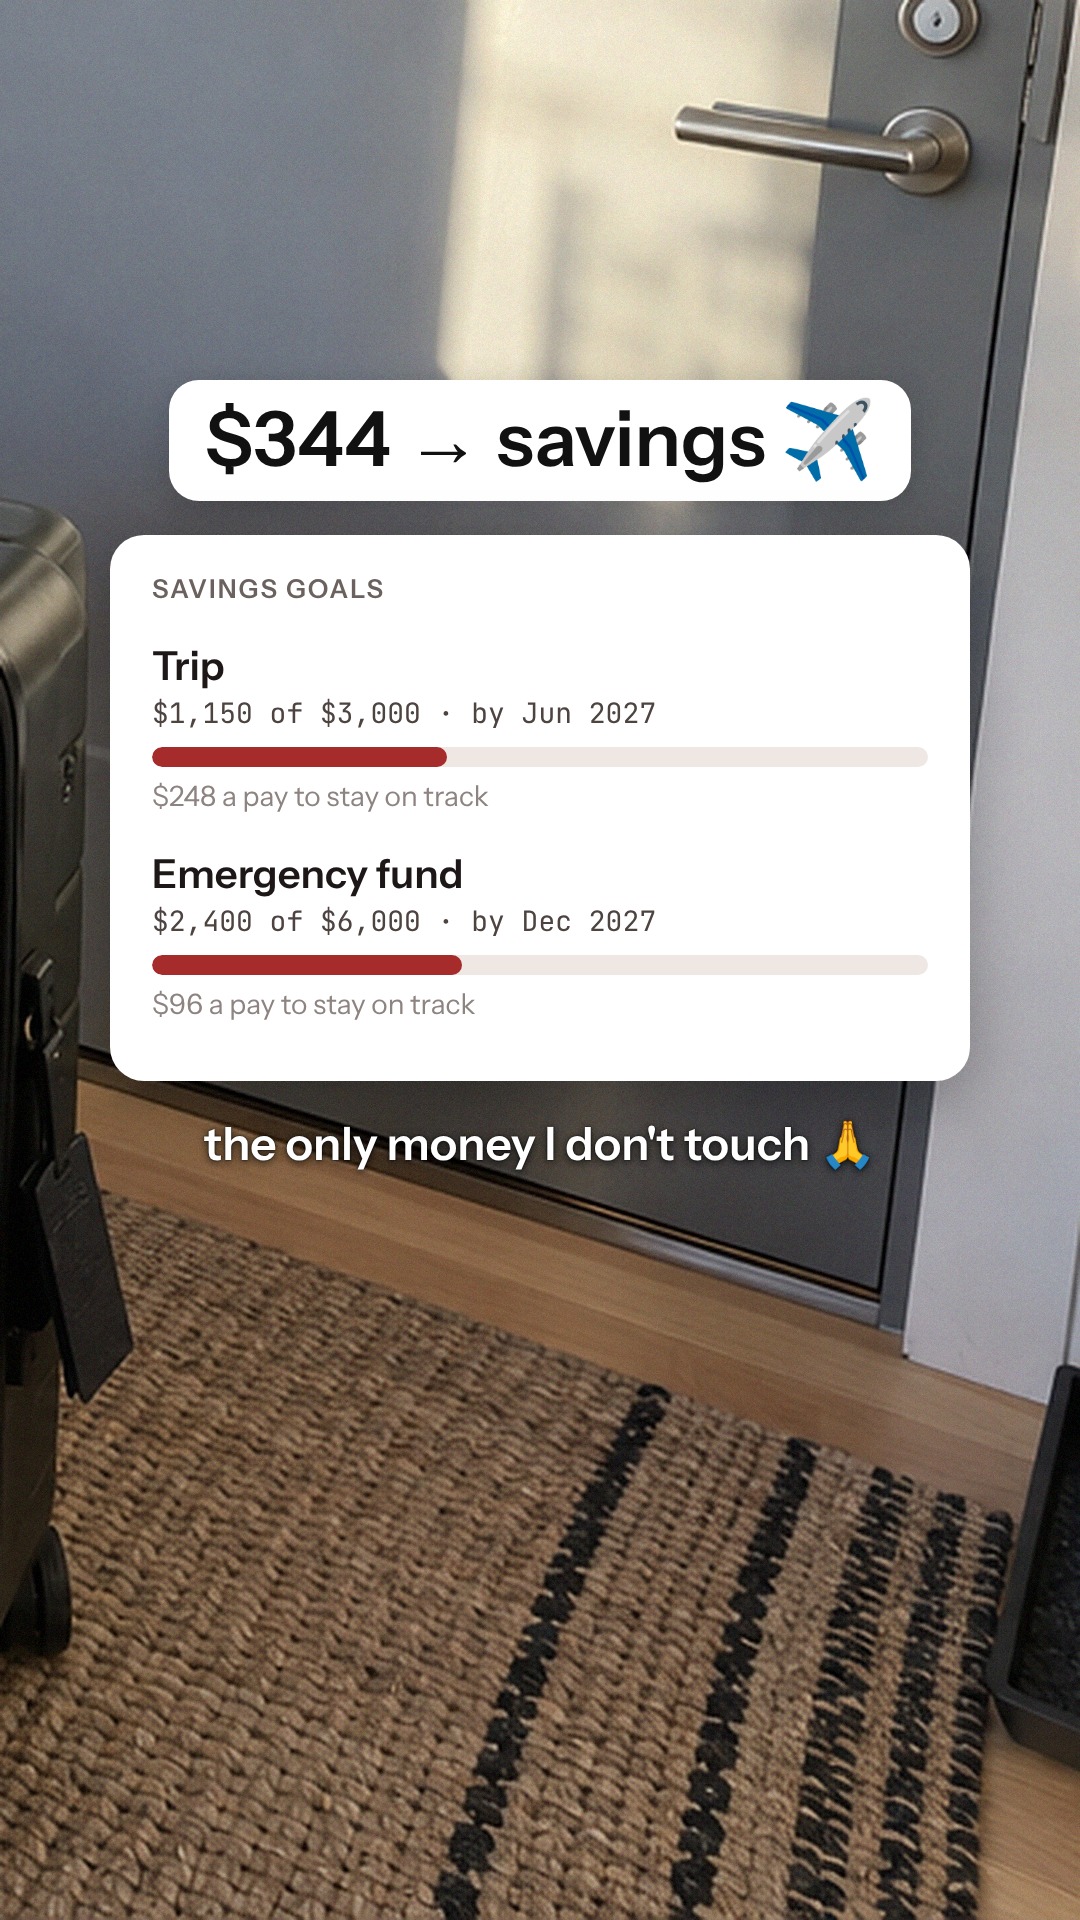 $344 → savings ✈️
SAVINGS GOALS
Trip
$1,150 of $3,000 · by Jun 2027
$248 a pay to stay on track
Emergency fund
$2,400 of $6,000 · by Dec 2027
$96 a pay to stay on track
the only money I don't touch 🙏